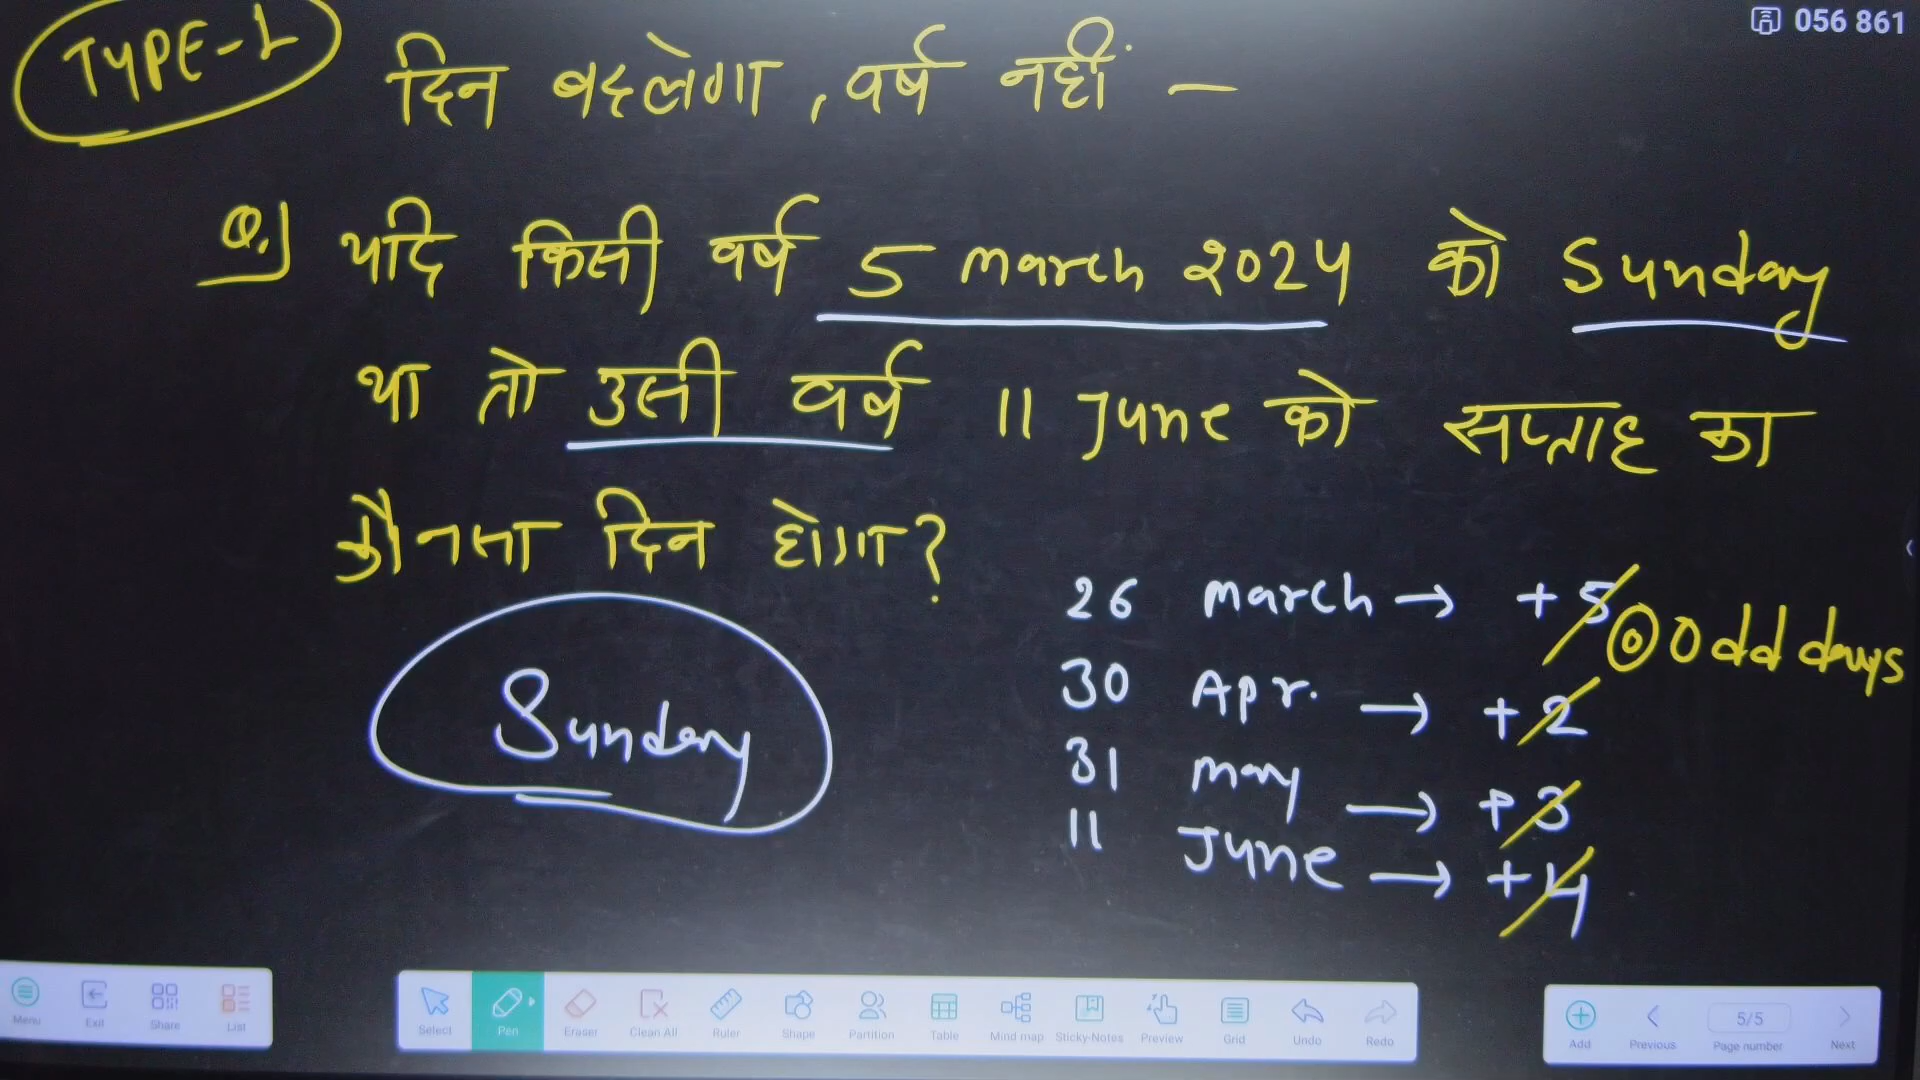 056 861
TYPE-1 दिन बदलेगा, वर्ष नहीं -
Q.) यदि किसी वर्ष 5 march 2024 को Sunday
था तो उसी वर्ष 11 June को सप्ताह का
कौनसा दिन होगा?
Sunday
26 march → +5 0 odd days
30 Apr. → +2
31 may → +3
11 June → +4
Menu Exit Share List Select Pen Eraser Clean All Ruler Shape Partition Table Mind map Sticky-Notes Preview Grid Undo Redo Add Previous 5/5 Page number Next